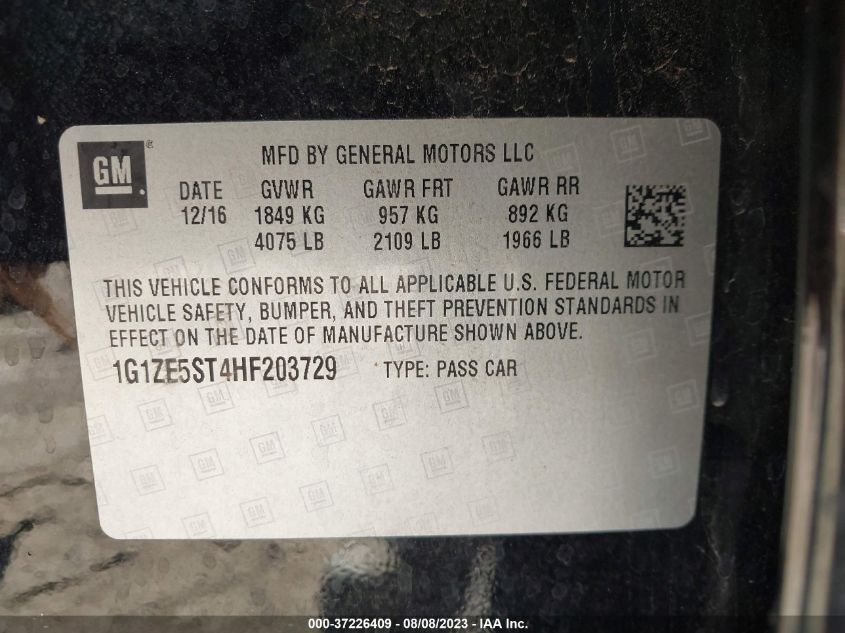 GM
®
MFD BY GENERAL MOTORS LLC
DATE GVWR GAWR FRT GAWR RR
12/16 1849 KG 957 KG 892 KG
4075 LB 2109 LB 1966 LB
THIS VEHICLE CONFORMS TO ALL APPLICABLE U.S. FEDERAL MOTOR
VEHICLE SAFETY, BUMPER, AND THEFT PREVENTION STANDARDS IN
EFFECT ON THE DATE OF MANUFACTURE SHOWN ABOVE.
1G1ZE5ST4HF203729 TYPE: PASS CAR
000-37226409 - 08/08/2023 - IAA Inc.